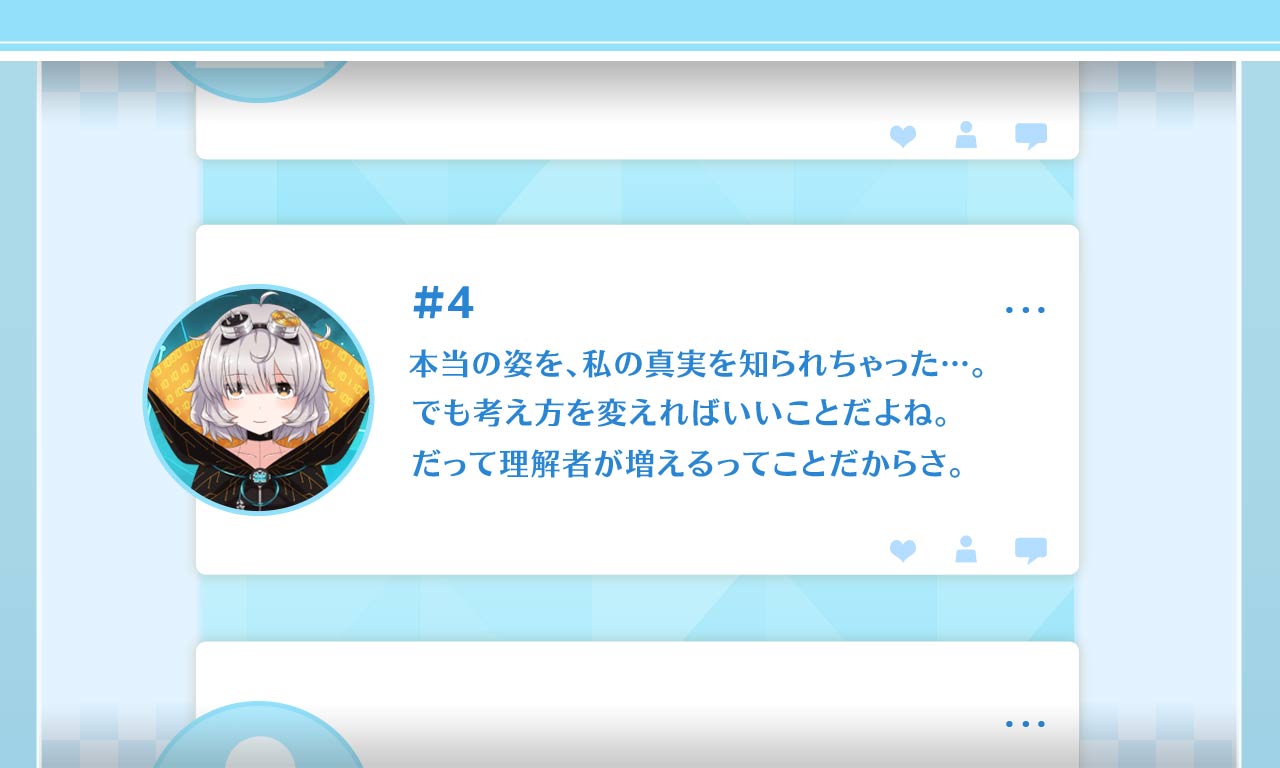 #4
本当の姿を、私の真実を知られちゃった…。
でも考え方を変えればいいことだよね。
だって理解者が増えるってことだからさ。